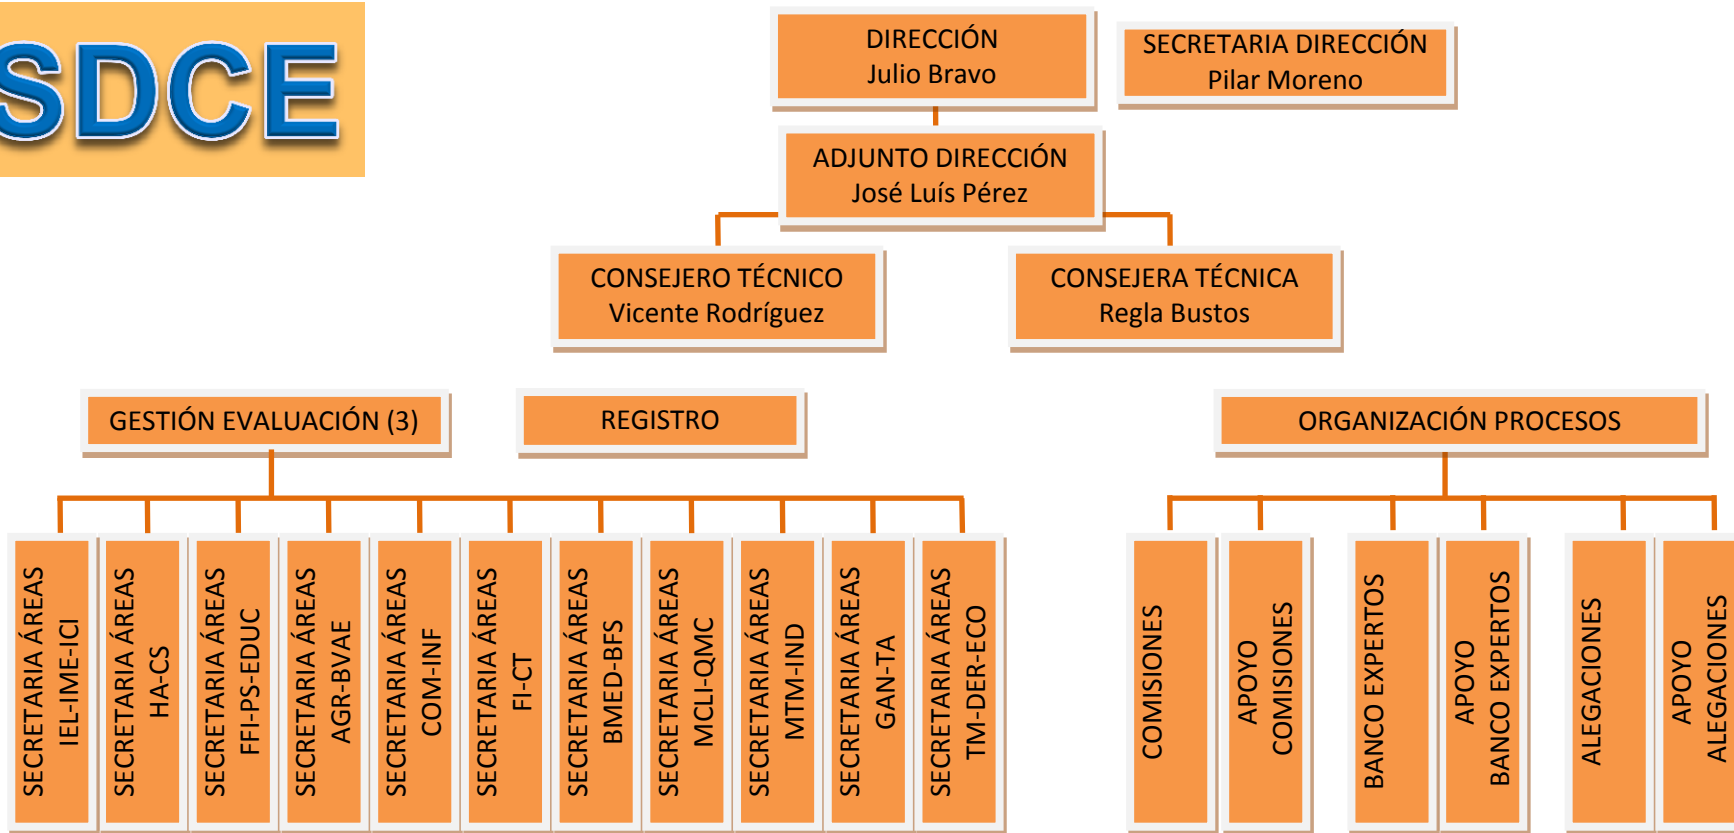 SDCE
DIRECCIÓN
Julio Bravo
SECRETARIA DIRECCIÓN
Pilar Moreno
ADJUNTO DIRECCIÓN
José Luís Pérez
CONSEJERO TÉCNICO
Vicente Rodríguez
CONSEJERA TÉCNICA
Regla Bustos
GESTIÓN EVALUACIÓN (3)
REGISTRO
ORGANIZACIÓN PROCESOS
SECRETARIA ÁREAS
IEL-IME-ICI
SECRETARIA ÁREAS
HA-CS
SECRETARIA ÁREAS
FFI-PS-EDUC
SECRETARIA ÁREAS
AGR-BVAE
SECRETARIA ÁREAS
COM-INF
SECRETARIA ÁREAS
FI-CT
SECRETARIA ÁREAS
BMED-BFS
SECRETARIA ÁREAS
MCLI-QMC
SECRETARIA ÁREAS
MTM-IND
SECRETARIA ÁREAS
GAN-TA
SECRETARIA ÁREAS
TM-DER-ECO
COMISIONES
APOYO
COMISIONES
BANCO EXPERTOS
APOYO
BANCO EXPERTOS
ALEGACIONES
APOYO
ALEGACIONES